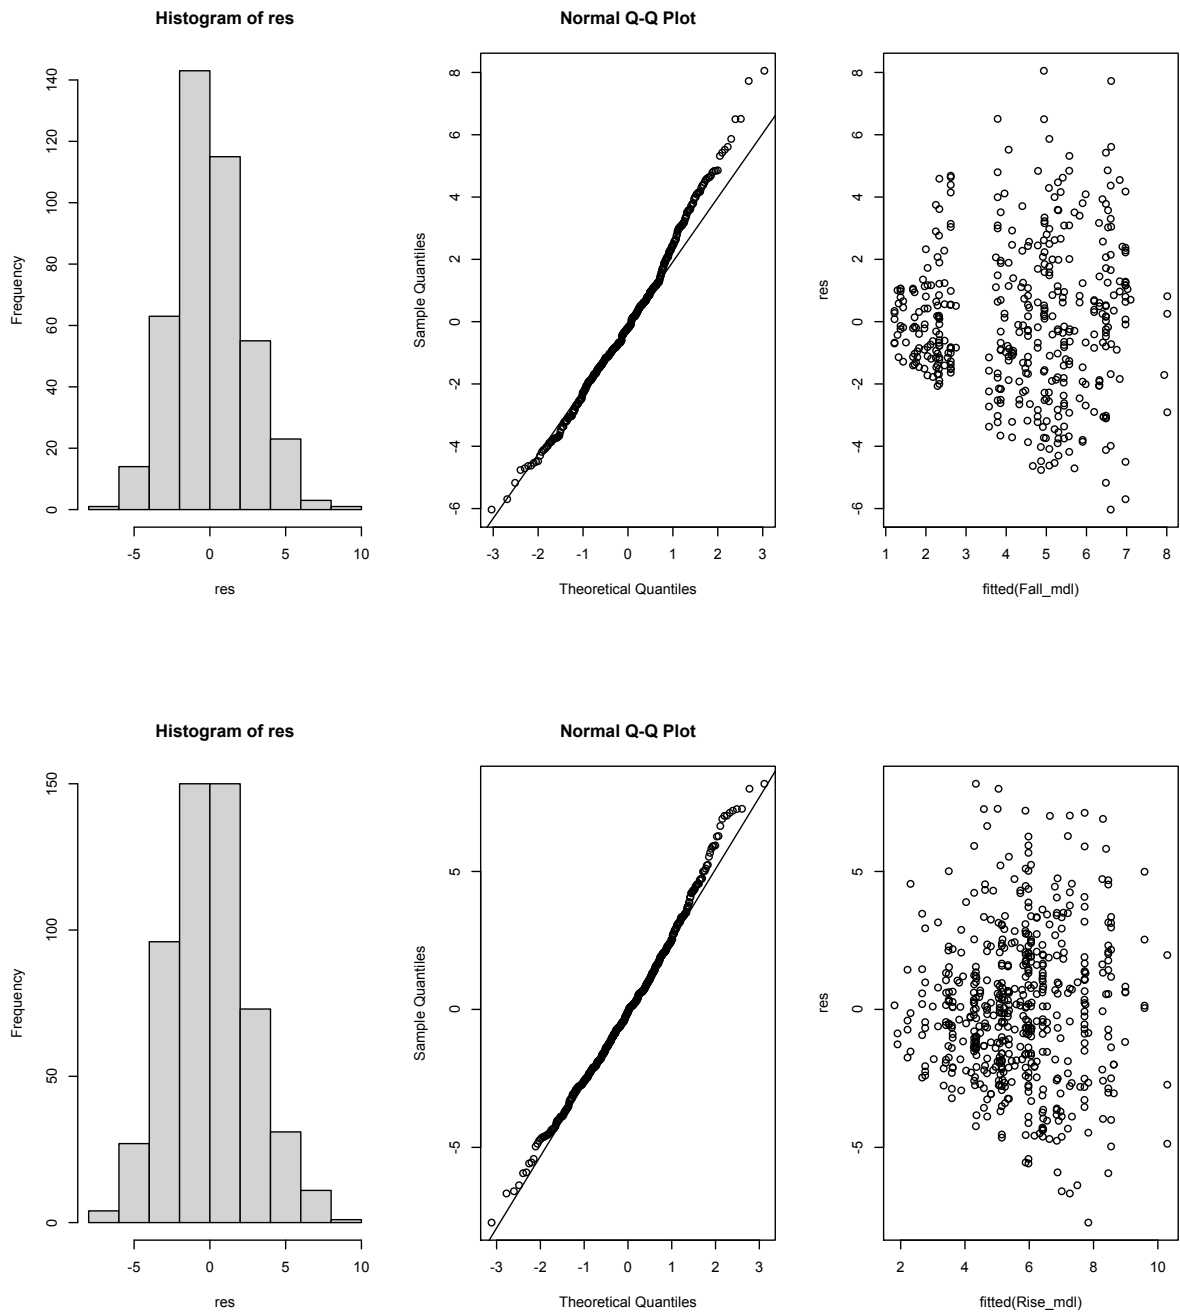 Histogram of res
Frequency
0 20 40 60 80 100 120 140
-5 0 5 10
res
Normal Q-Q Plot
Sample Quantiles
-6 -4 -2 0 2 4 6 8
-3 -2 -1 0 1 2 3
Theoretical Quantiles
res
-6 -4 -2 0 2 4 6 8
1 2 3 4 5 6 7 8
fitted(Fall_mdl)
Histogram of res
Frequency
0 50 100 150
-5 0 5 10
res
Normal Q-Q Plot
Sample Quantiles
-5 0 5
-3 -2 -1 0 1 2 3
Theoretical Quantiles
res
-5 0 5
2 4 6 8 10
fitted(Rise_mdl)